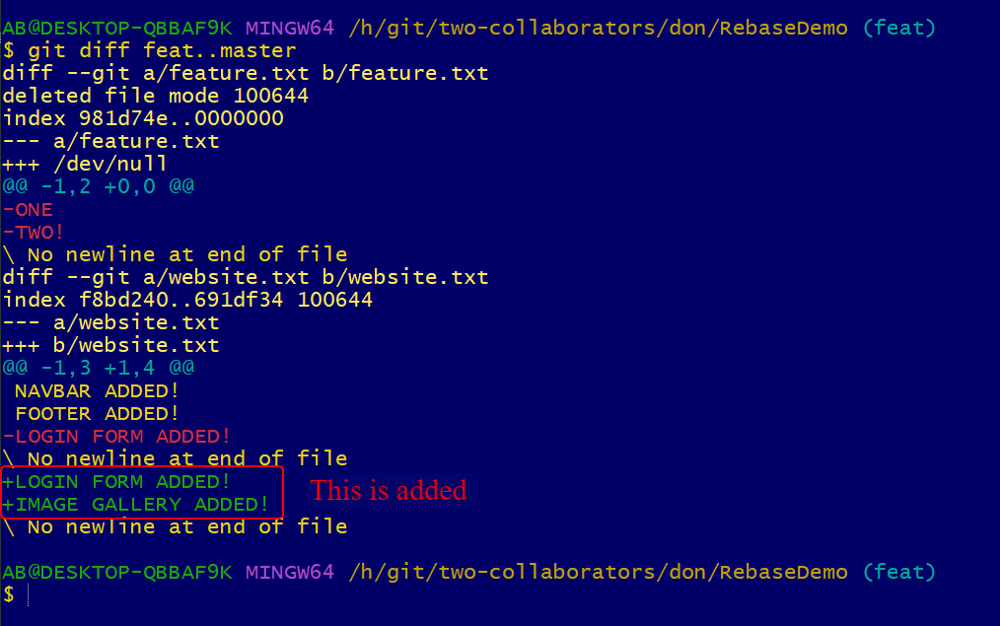 AB@DESKTOP-QBBAF9K MINGW64 /h/git/two-collaborators/don/RebaseDemo (feat)
$ git diff feat..master
diff --git a/feature.txt b/feature.txt
deleted file mode 100644
index 981d74e..0000000
--- a/feature.txt
+++ /dev/null
@@ -1,2 +0,0 @@
-ONE
-TWO!
\ No newline at end of file
diff --git a/website.txt b/website.txt
index f8bd240..691df34 100644
--- a/website.txt
+++ b/website.txt
@@ -1,3 +1,4 @@
 NAVBAR ADDED!
 FOOTER ADDED!
-LOGIN FORM ADDED!
\ No newline at end of file
+LOGIN FORM ADDED!
This is added
+IMAGE GALLERY ADDED!
\ No newline at end of file
AB@DESKTOP-QBBAF9K MINGW64 /h/git/two-collaborators/don/RebaseDemo (feat)
$